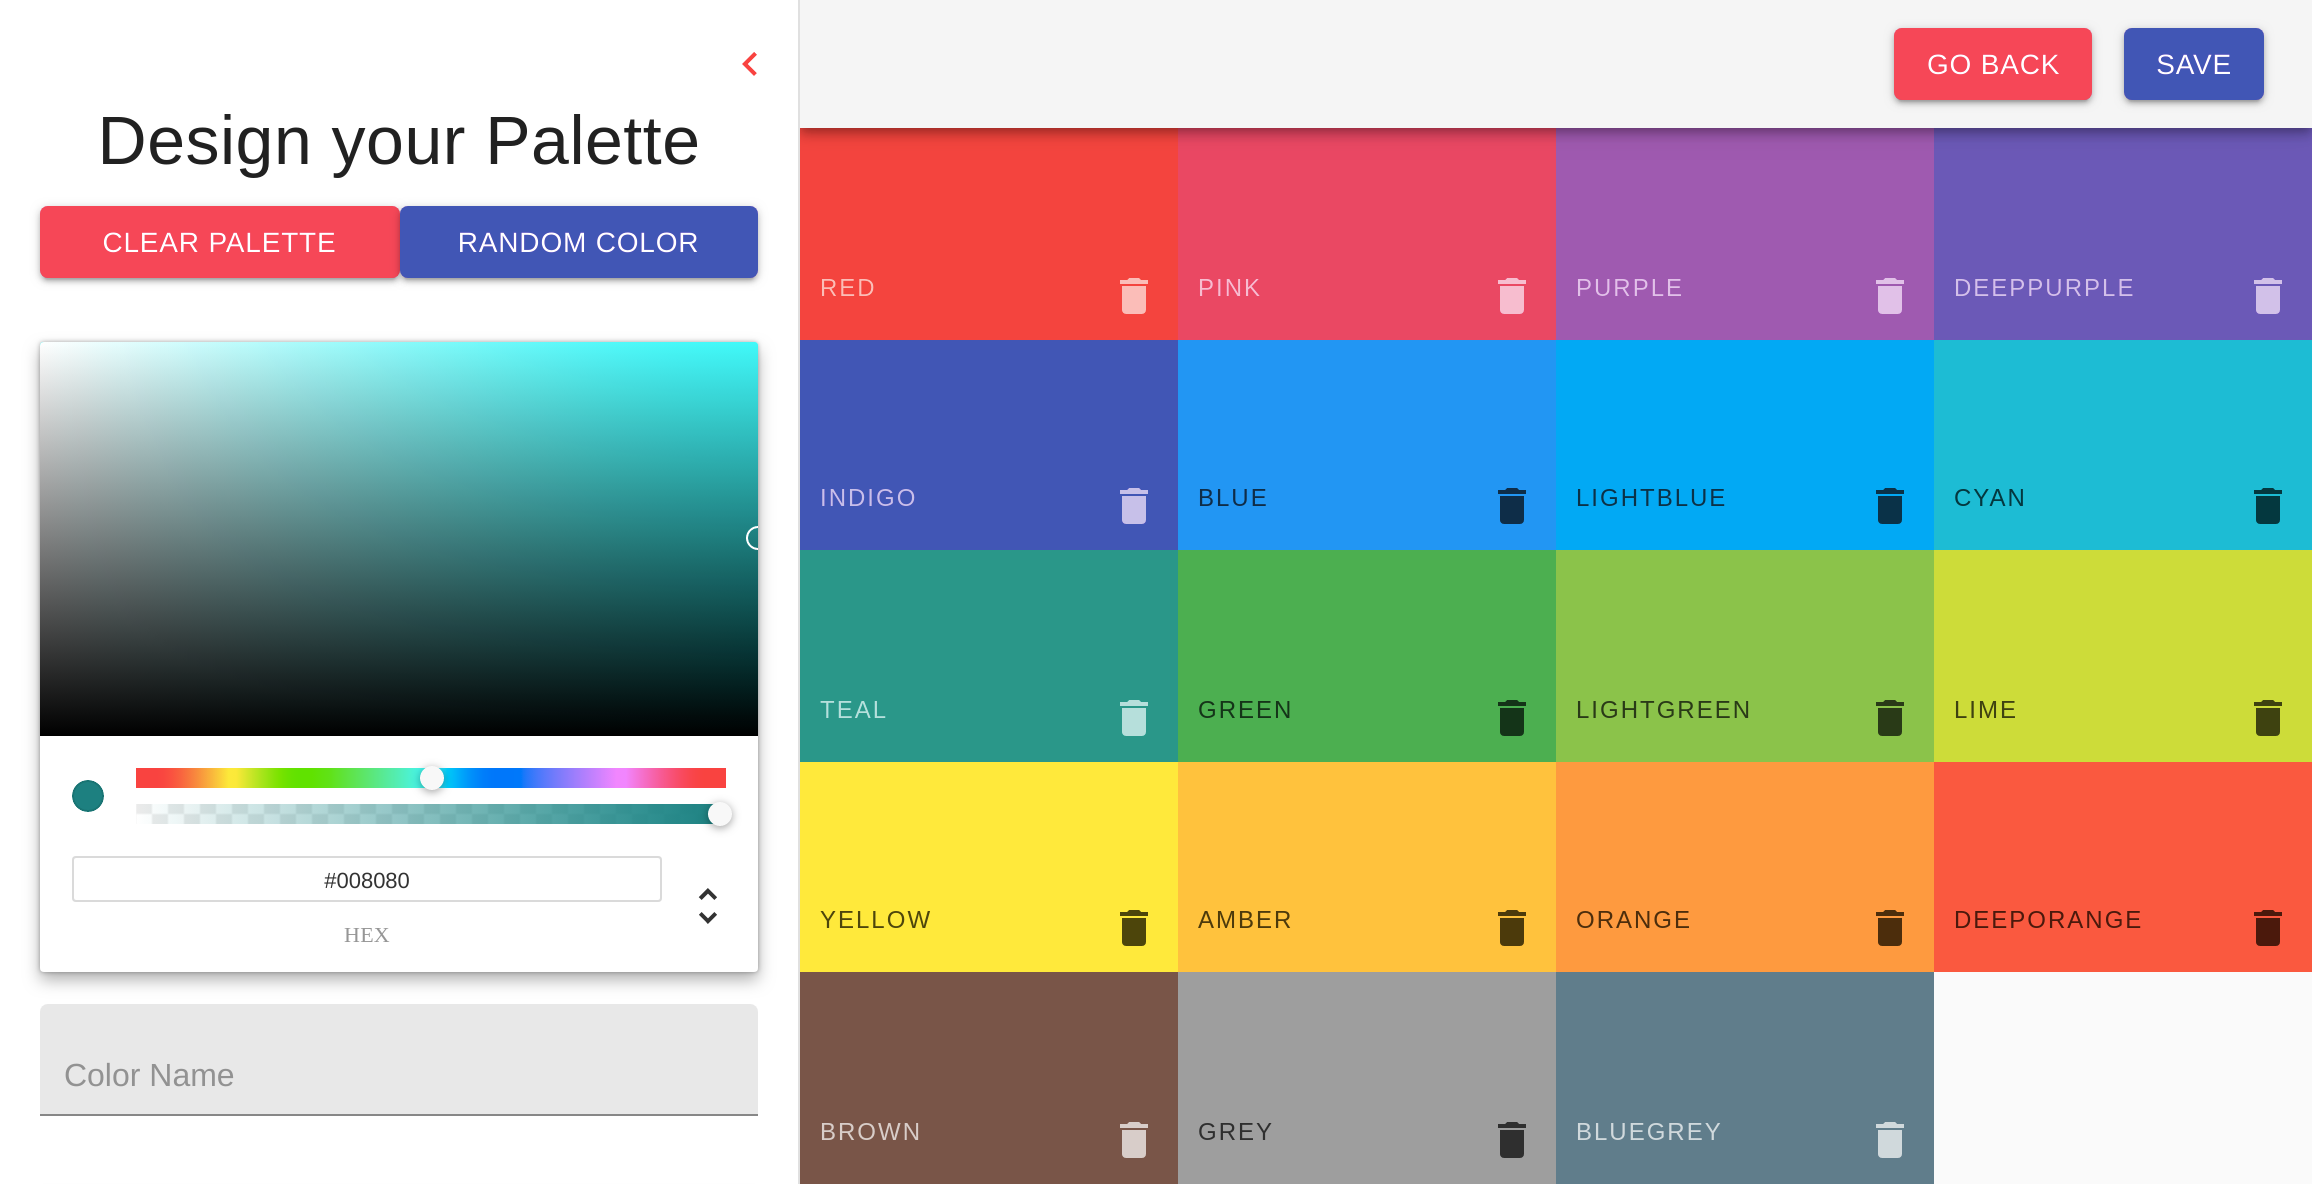 Design your Palette
CLEAR PALETTE
RANDOM COLOR
#008080
HEX
Color Name
GO BACK
SAVE
RED
PINK
PURPLE
DEEPPURPLE
INDIGO
BLUE
LIGHTBLUE
CYAN
TEAL
GREEN
LIGHTGREEN
LIME
YELLOW
AMBER
ORANGE
DEEPORANGE
BROWN
GREY
BLUEGREY